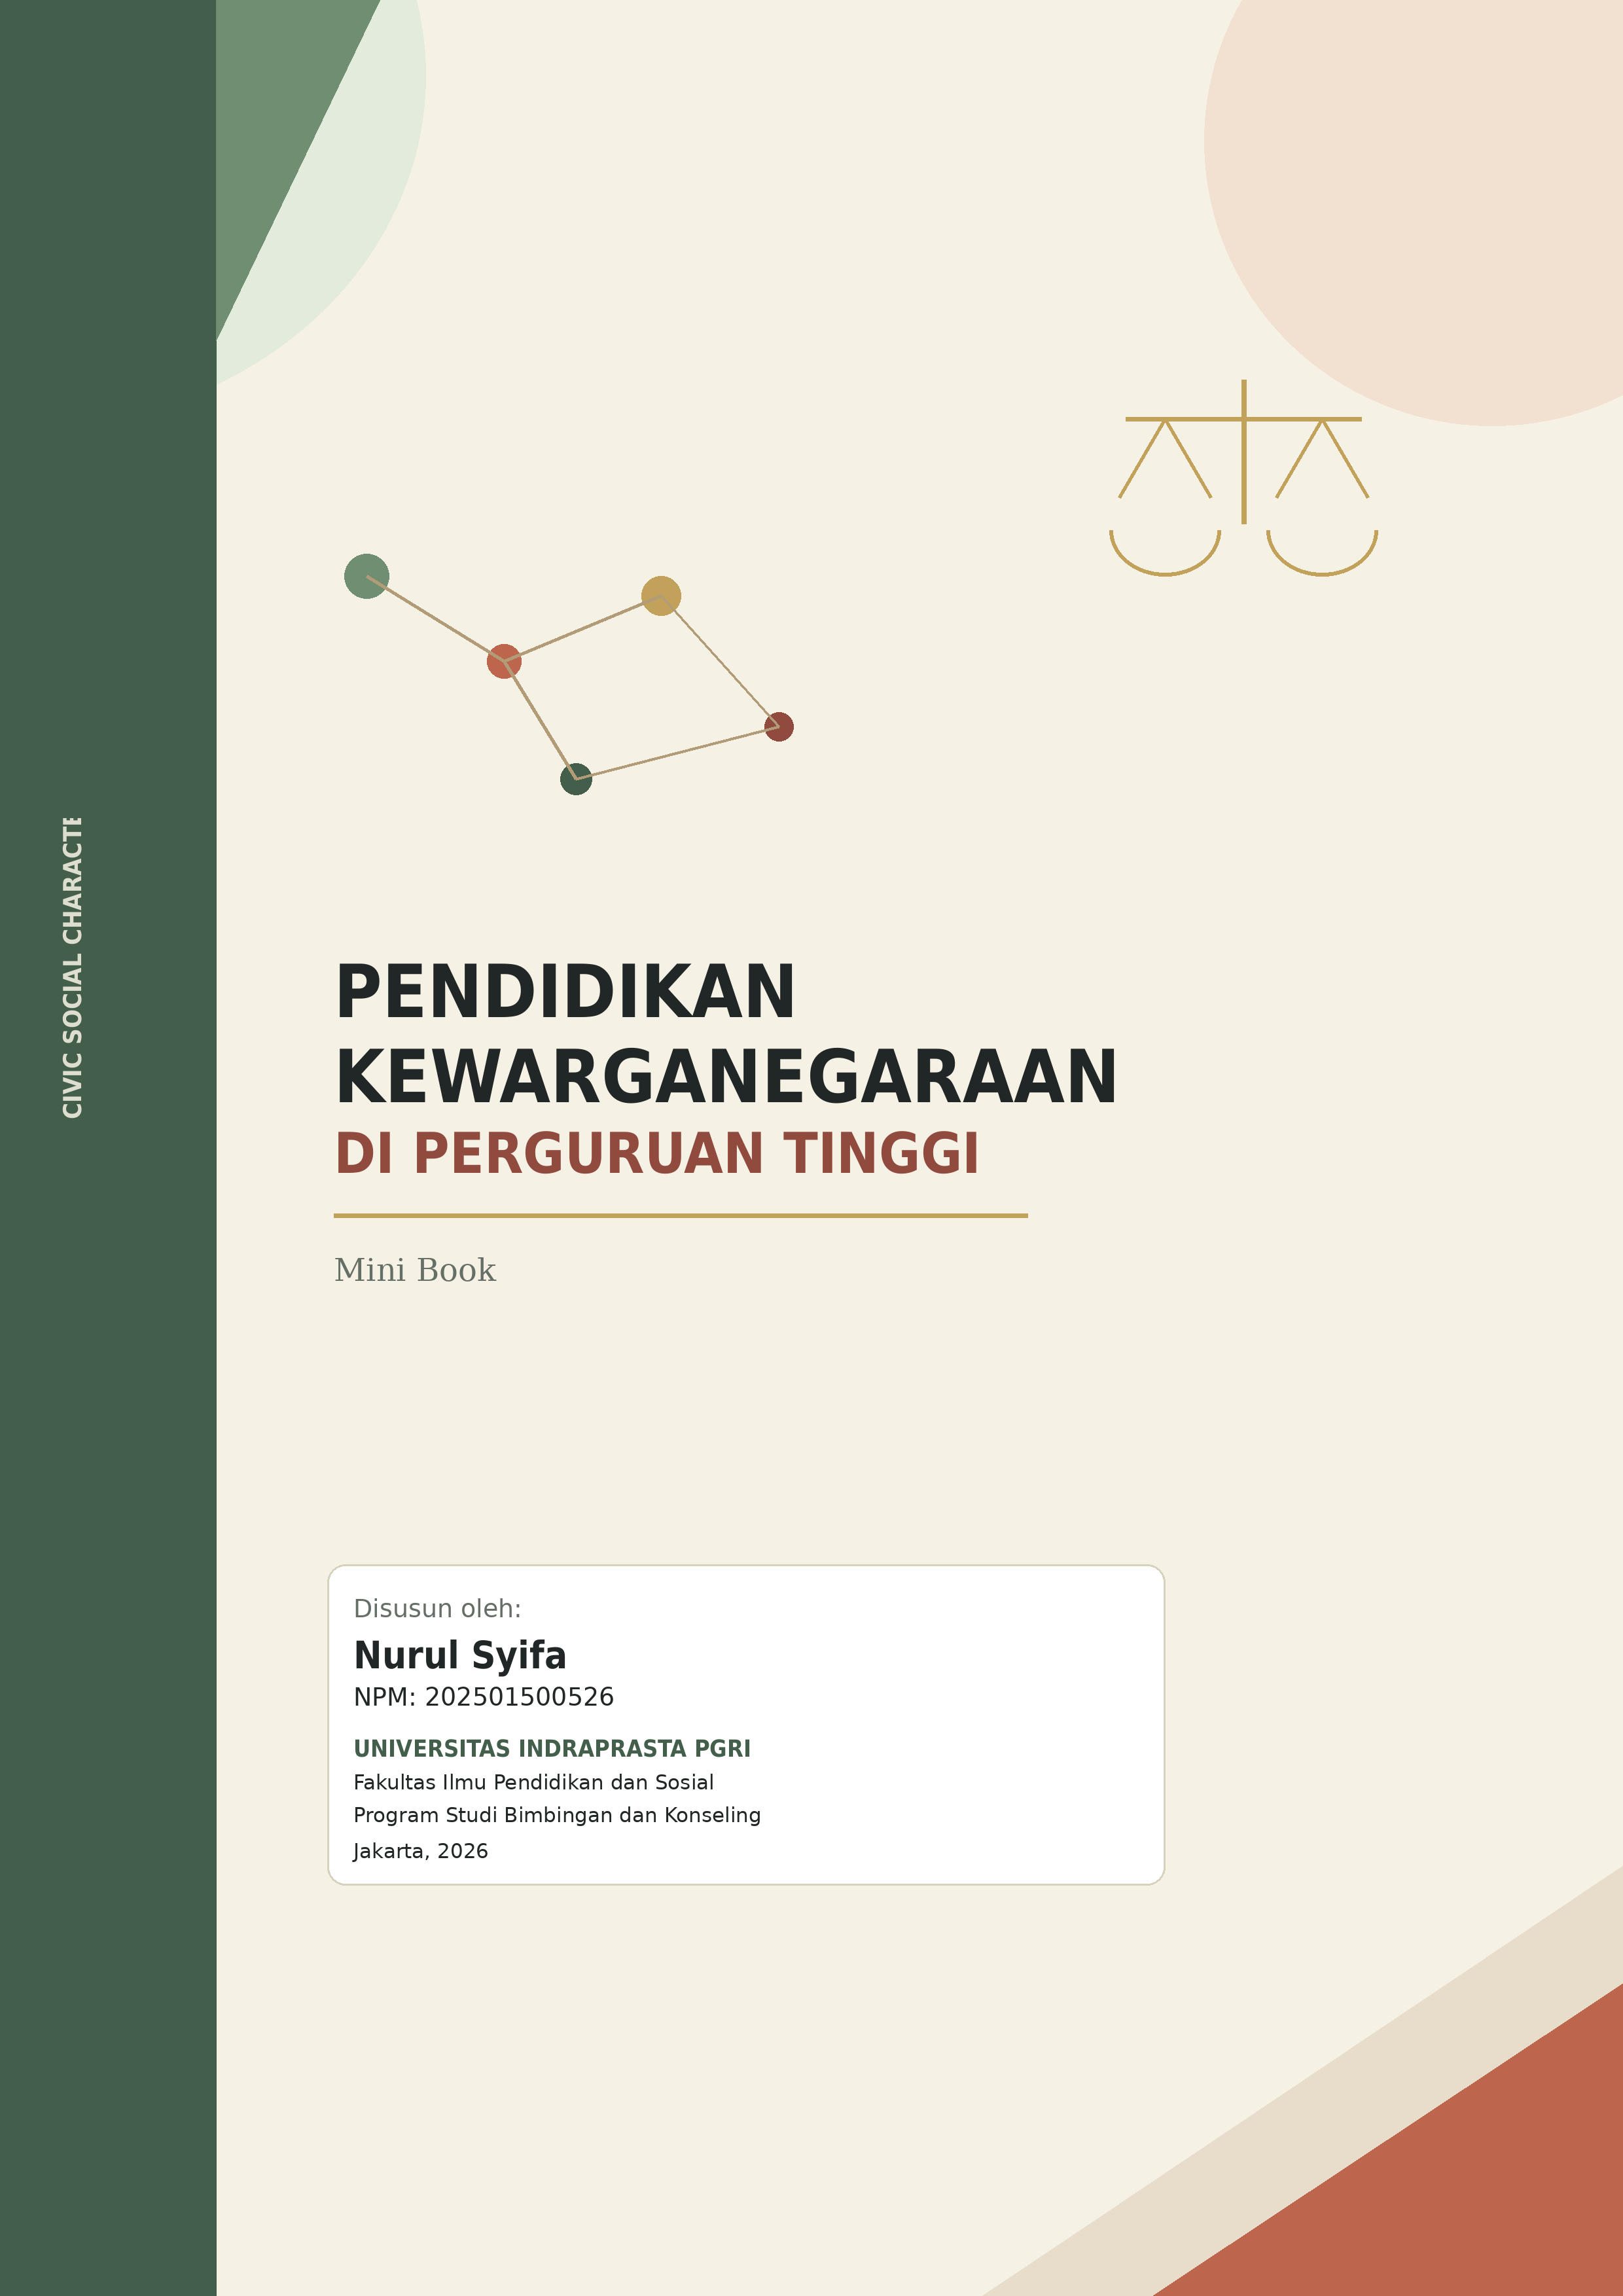 CIVIC SOCIAL CHARACTE
PENDIDIKAN
KEWARGANEGARAAN
DI PERGURUAN TINGGI
Mini Book
Disusun oleh:
Nurul Syifa
NPM: 202501500526
UNIVERSITAS INDRAPRASTA PGRI
Fakultas Ilmu Pendidikan dan Sosial
Program Studi Bimbingan dan Konseling
Jakarta, 2026